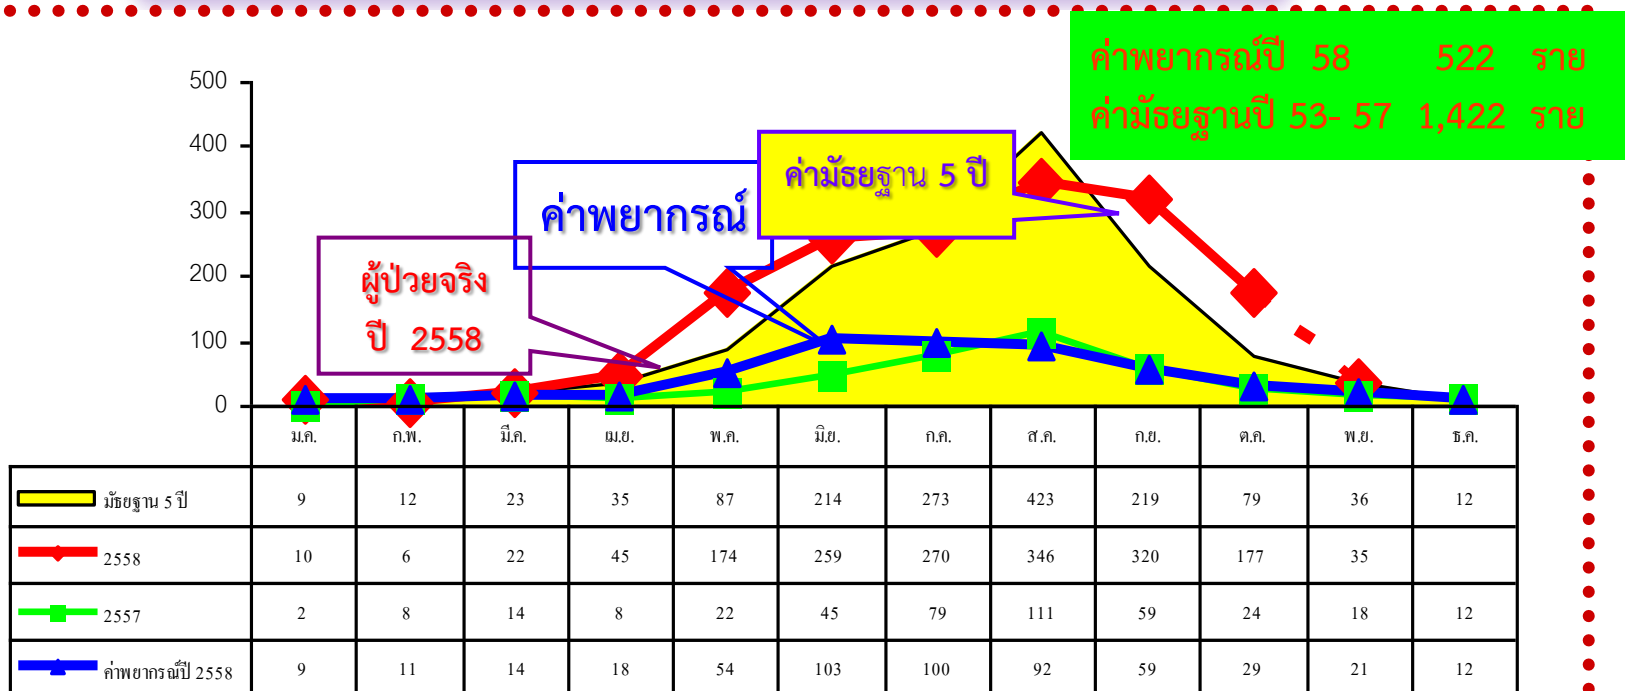 ค่าพยากรณ์ปี 58 522 ราย
ค่ามัธยฐานปี 53- 57 1,422 ราย
500
400
300
200
100
0
ค่ามัธยฐาน 5 ปี
ค่าพยากรณ์
ผู้ป่วยจริง
ปี 2558
ม.ค. ก.พ. มี.ค. เม.ย. พ.ค. มิ.ย. ก.ค. ส.ค. ก.ย. ต.ค. พ.ย. ธ.ค.
มัธยฐาน 5 ปี 9 12 23 35 87 214 273 423 219 79 36 12
2558 10 6 22 45 174 259 270 346 320 177 35
2557 2 8 14 8 22 45 79 111 59 24 18 12
ค่าพยากรณ์ปี 2558 9 11 14 18 54 103 100 92 59 29 21 12